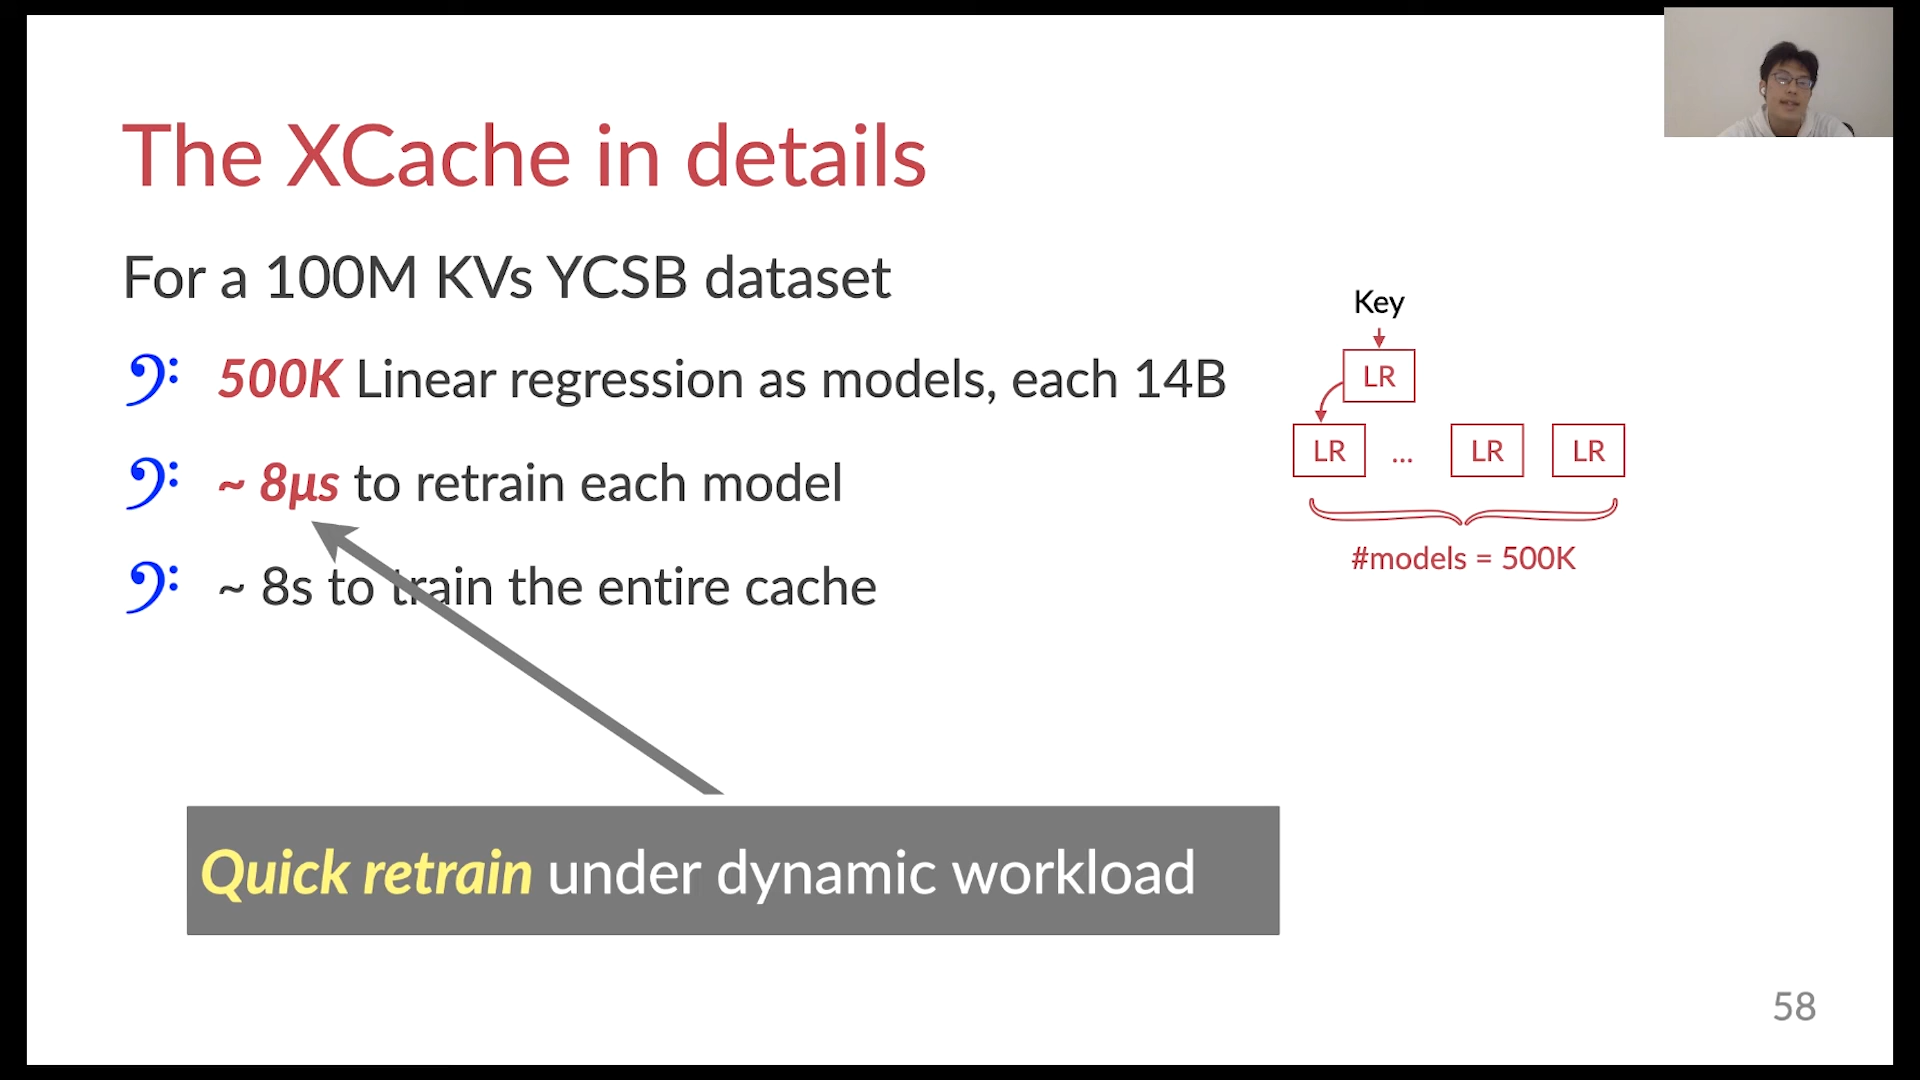 The XCache in details
For a 100M KVs YCSB dataset
500K Linear regression as models, each 14B
~ 8μs to retrain each model
~ 8s to train the entire cache
Key
LR
LR ... LR LR
#models = 500K
Quick retrain under dynamic workload
58